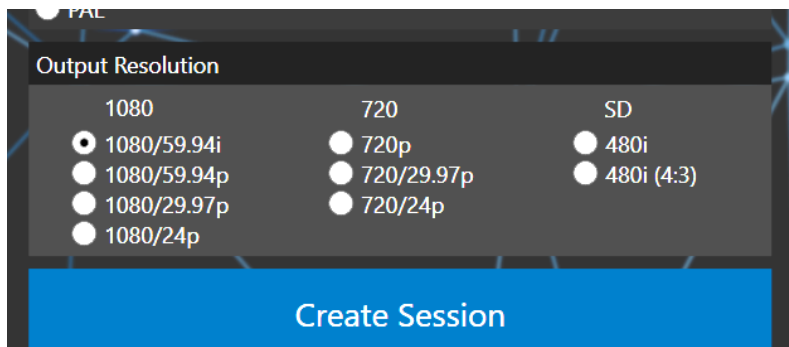 PAL
Output Resolution
1080 720 SD
1080/59.94i 720p 480i
1080/59.94p 720/29.97p 480i (4:3)
1080/29.97p 720/24p
1080/24p
Create Session